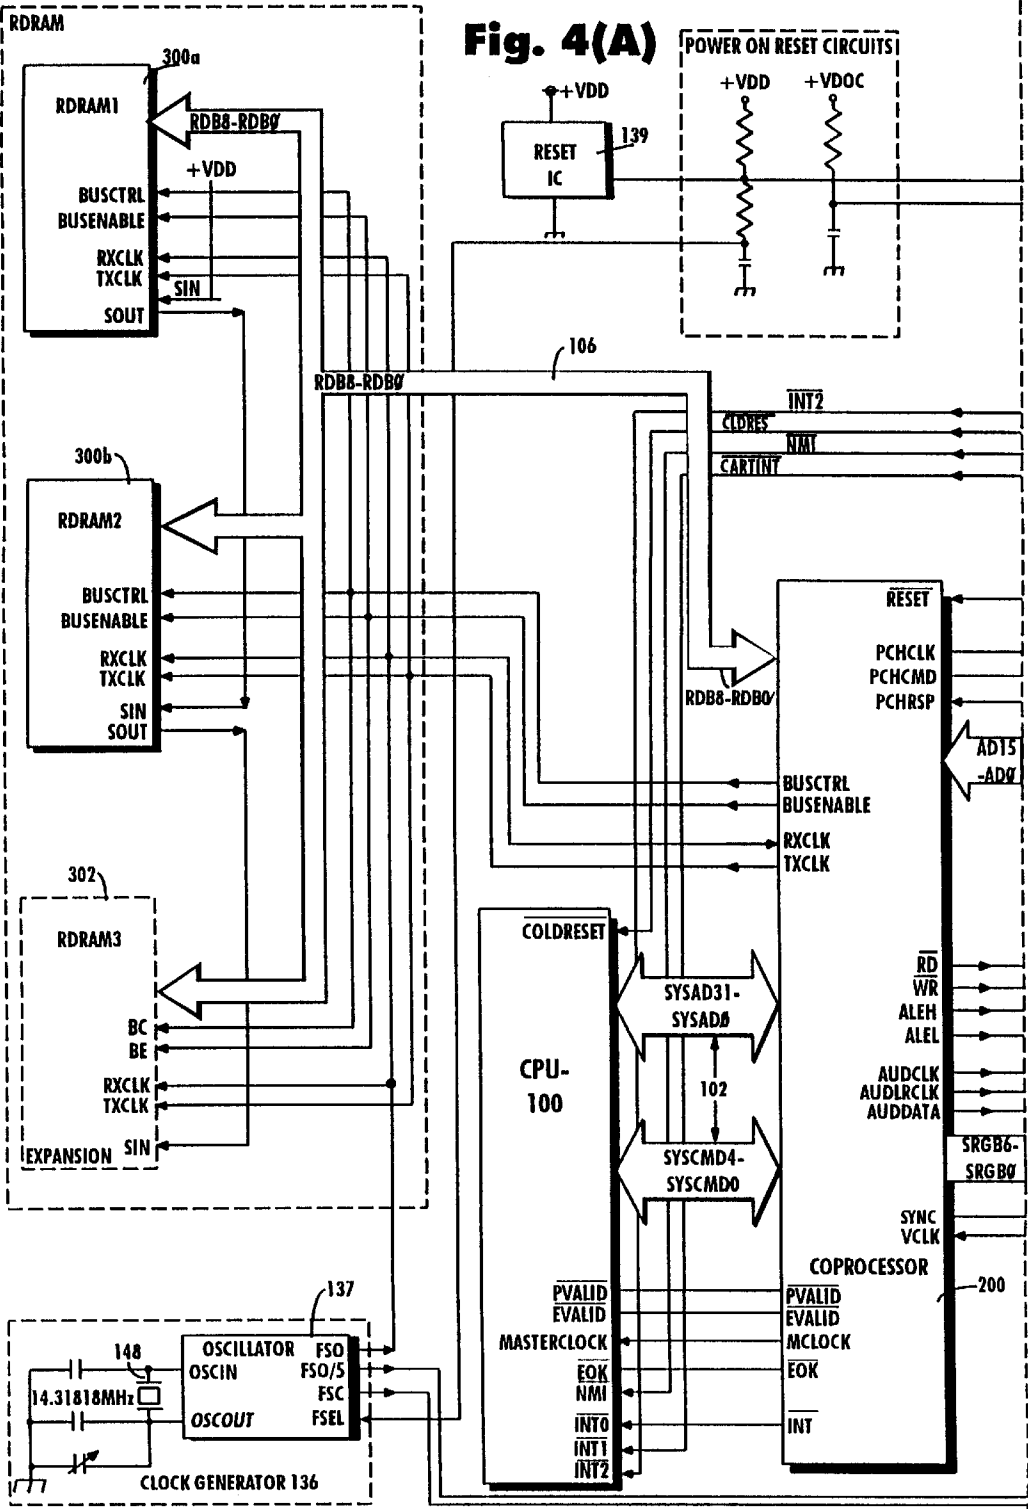 RDRAM
Fig. 4(A)
POWER ON RESET CIRCUITS
300a
RDRAM1
RDB8-RDB0
+VDD
BUSCTRL
BUSENABLE
RXCLK
TXCLK
SIN
SOUT
+VDD
139
RESET
IC
+VDD
+VDOC
106
RDB8-RDB0
INT2
CLDRES
NMI
CARTINT
300b
RDRAM2
BUSCTRL
BUSENABLE
RXCLK
TXCLK
SIN
SOUT
RESET
PCHCLK
PCHCMD
PCHRSP
RDB8-RDB0
AD15
-AD0
BUSCTRL
BUSENABLE
RXCLK
TXCLK
302
RDRAM3
BC
BE
RXCLK
TXCLK
SIN
EXPANSION
COLDRESET
SYSAD31-
SYSAD0
CPU-
100
102
SYSCMD4-
SYSCMD0
RD
WR
ALEH
ALEL
AUDCLK
AUDLRCLK
AUDDATA
SRGB6-
SRGB0
SYNC
VCLK
COPROCESSOR
200
PVALID
EVALID
MASTERCLOCK
EOK
NMI
INT0
INT1
INT2
PVALID
EVALID
MCLOCK
EOK
INT
137
OSCILLATOR
148
OSCIN
14.31818MHz
OSCOUT
FSO
FSO/5
FSC
FSEL
CLOCK GENERATOR 136